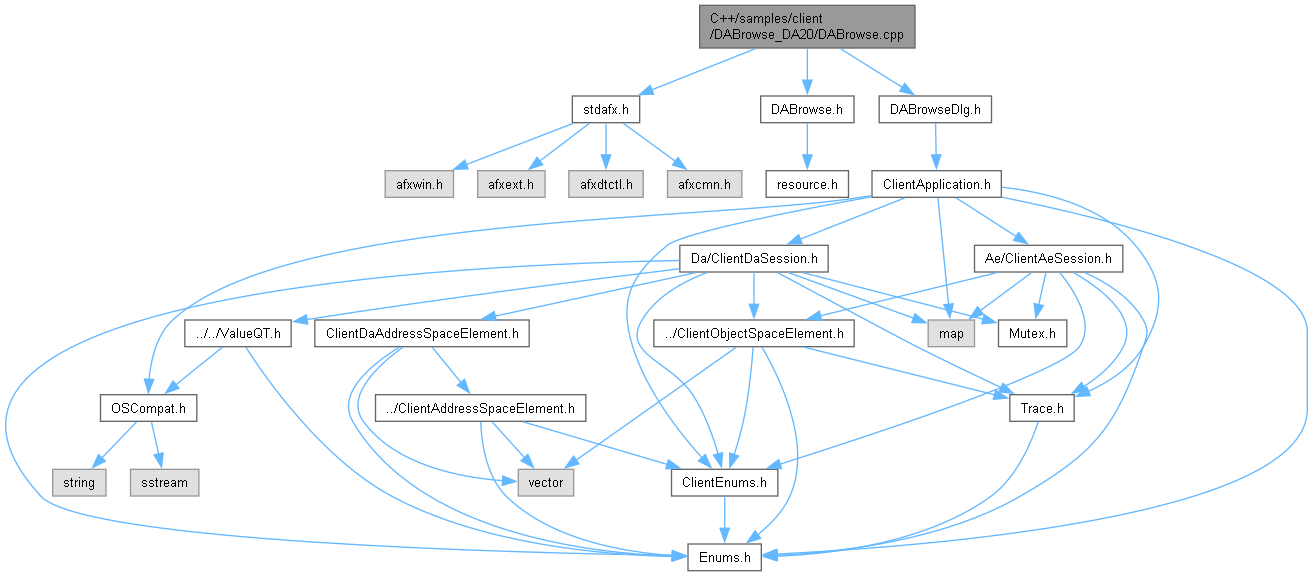 C++/samples/client
/DABrowse_DA20/DABrowse.cpp
stdafx.h
DABrowse.h
DABrowseDlg.h
afxwin.h
afxext.h
afxdtctl.h
afxcmn.h
resource.h
ClientApplication.h
Da/ClientDaSession.h
Ae/ClientAeSession.h
../../ValueQT.h
ClientDaAddressSpaceElement.h
../ClientObjectSpaceElement.h
map
Mutex.h
OSCompat.h
../ClientAddressSpaceElement.h
Trace.h
string
sstream
vector
ClientEnums.h
Enums.h